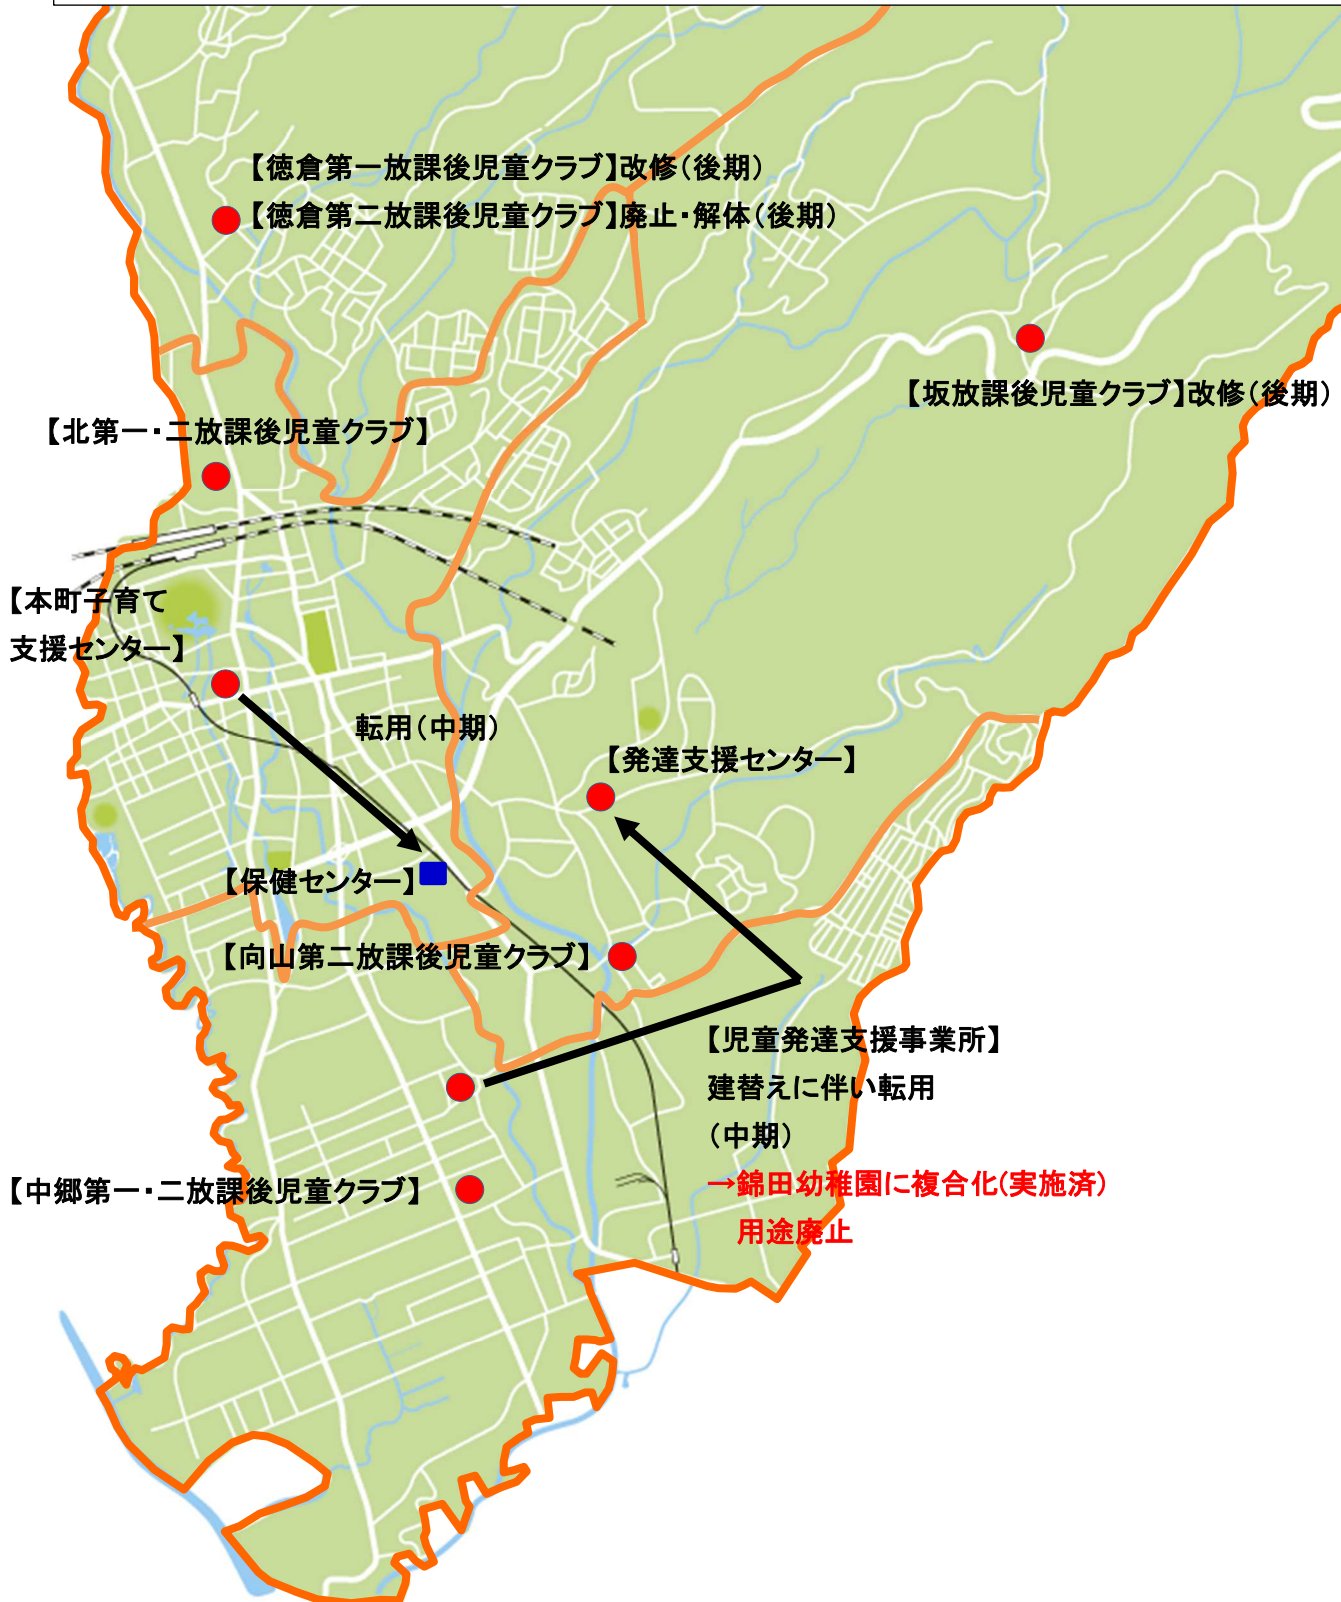 【徳倉第一放課後児童クラブ】改修（後期）
【徳倉第二放課後児童クラブ】廃止・解体（後期）
【坂放課後児童クラブ】改修（後期）
【北第一・二放課後児童クラブ】
【本町子育て
支援センター】
転用（中期）
【発達支援センター】
【保健センター】
【向山第二放課後児童クラブ】
【児童発達支援事業所】
建替えに伴い転用
（中期）
→錦田幼稚園に複合化(実施済)
用途廃止
【中郷第一・二放課後児童クラブ】